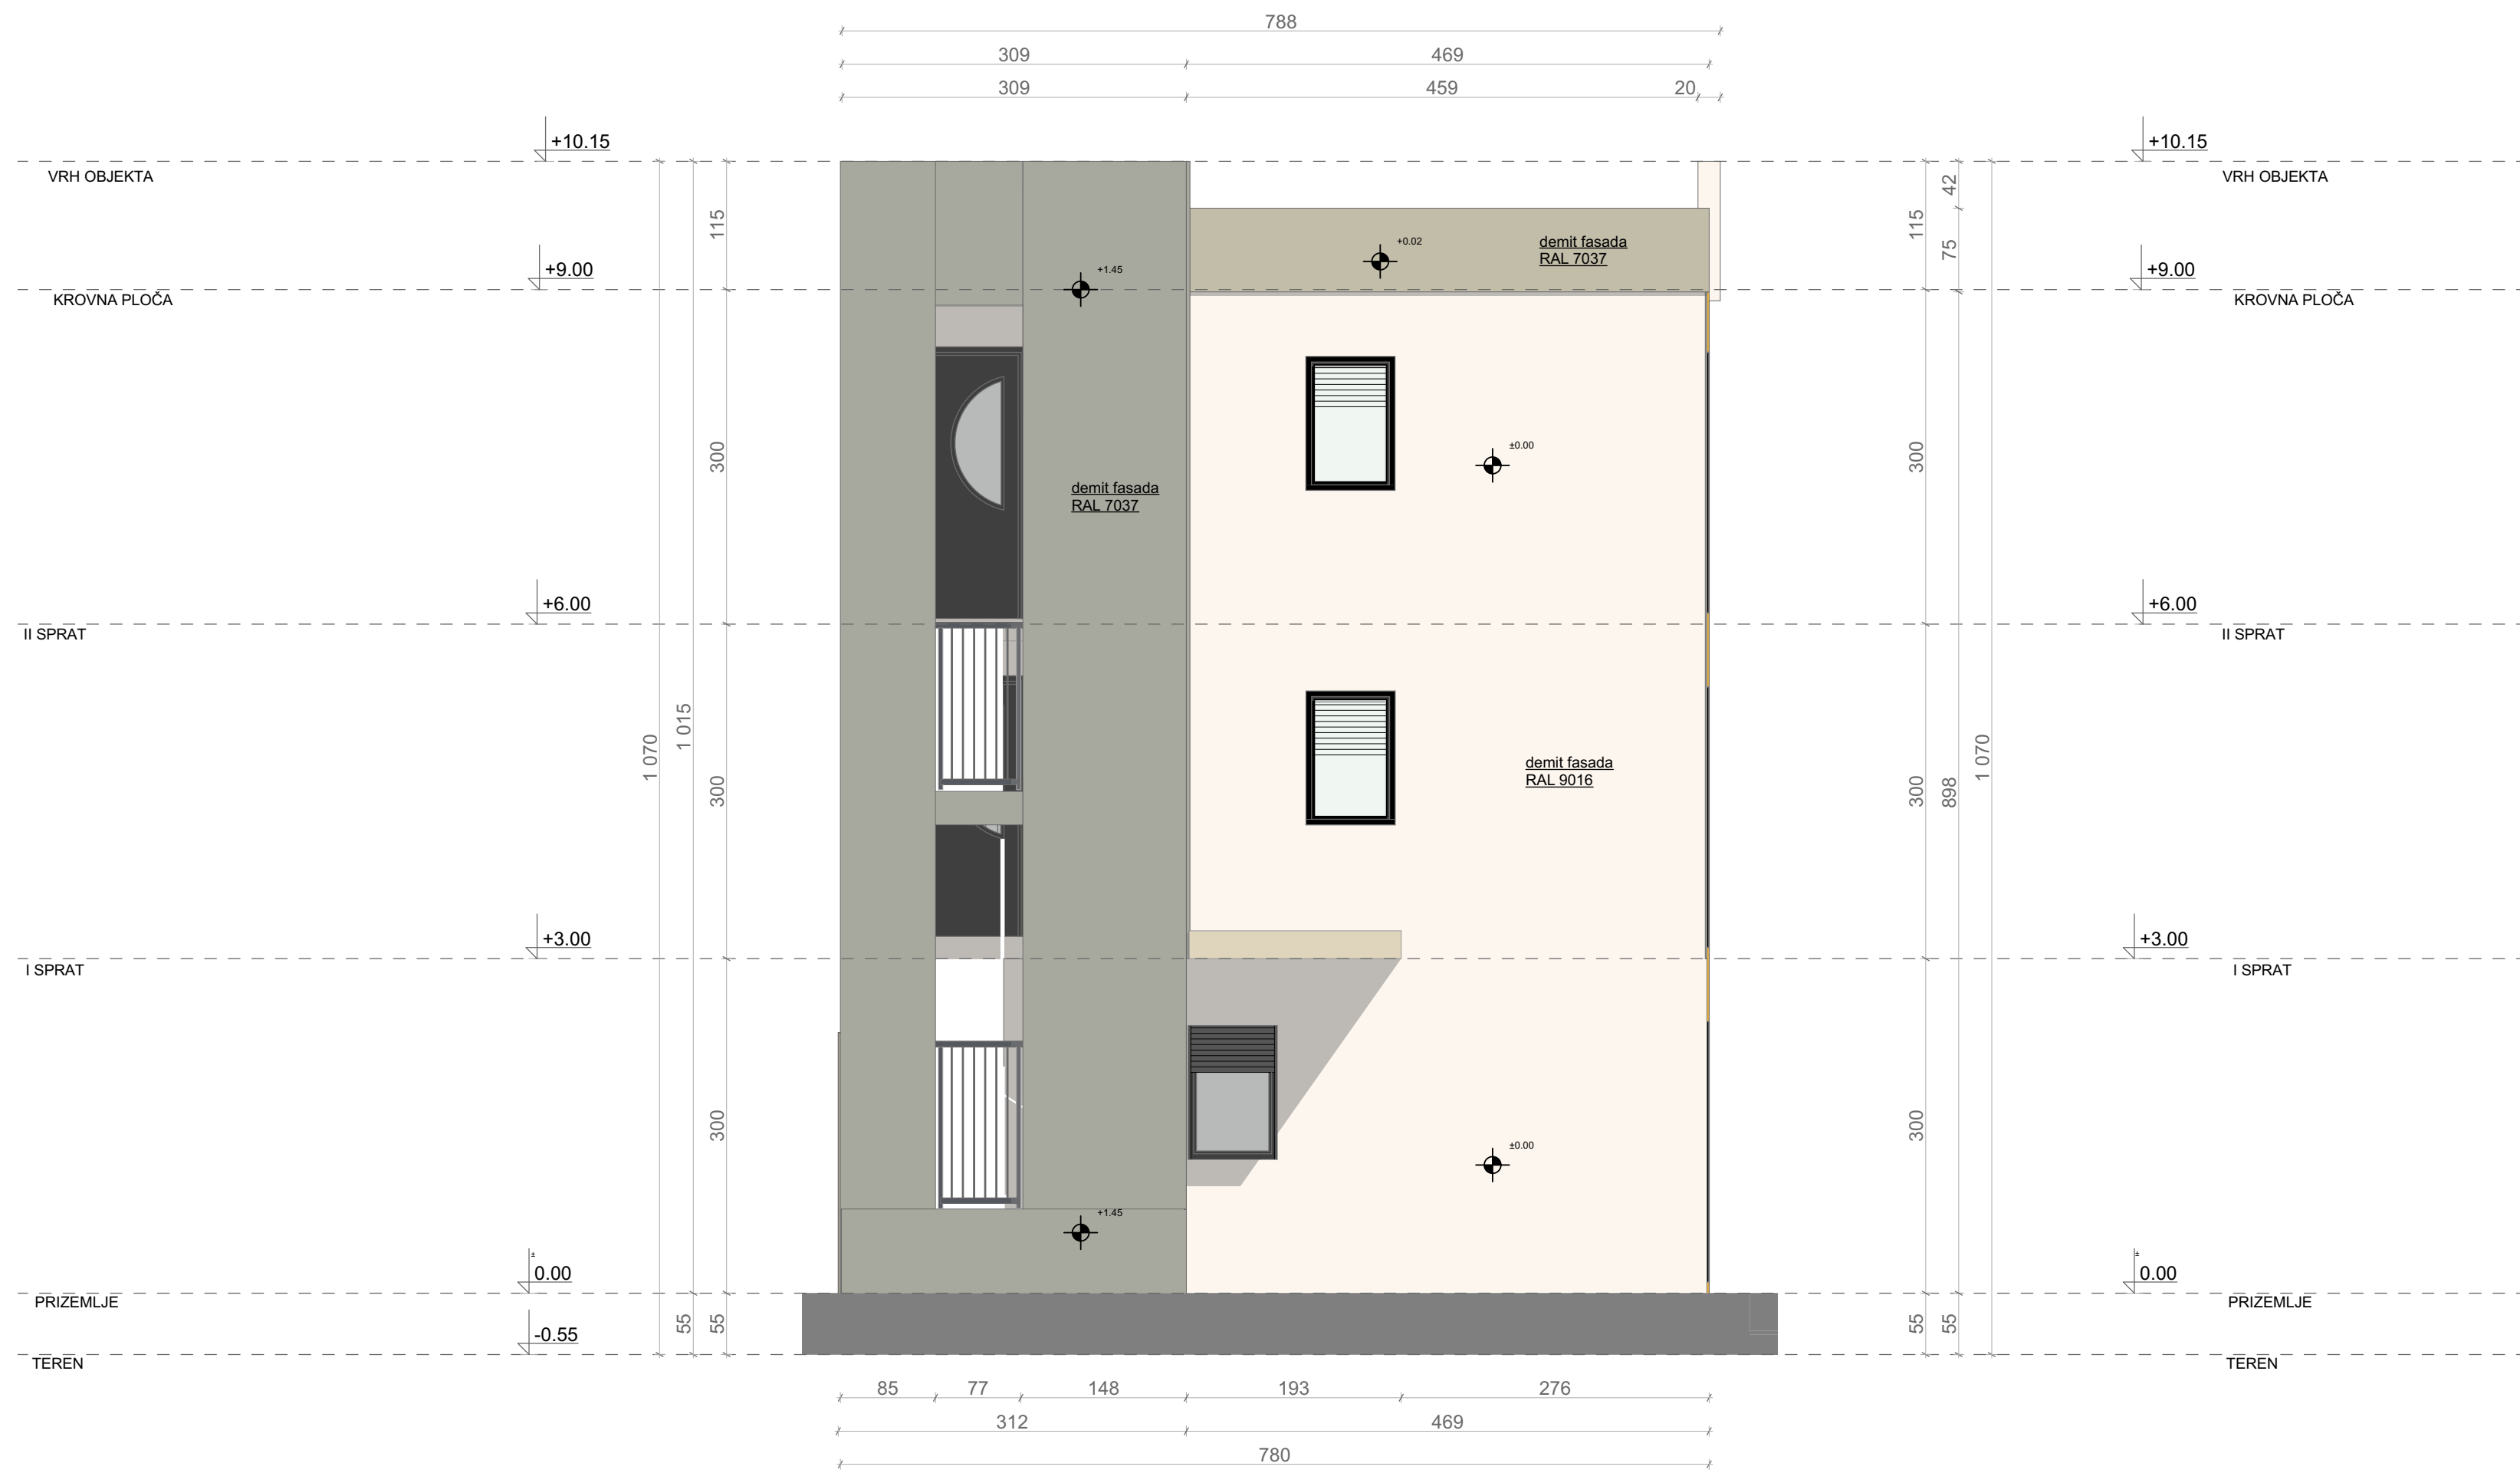 788
309 469
309 459 20
+10.15 +10.15
VRH OBJEKTA VRH OBJEKTA
42
115 115
75
+0.02
demit fasada
RAL 7037
+9.00 +9.00
+1.45
KROVNA PLOČA KROVNA PLOČA
300 ±0.00 300
demit fasada
RAL 7037
+6.00 +6.00
II SPRAT II SPRAT
1 070 1 015 300 300 898 1 070
demit fasada
RAL 9016
+3.00 +3.00
I SPRAT I SPRAT
300 300
±0.00
+1.45
± ±
0.00 0.00
PRIZEMLJE PRIZEMLJE
55 55 55 55
-0.55
TEREN TEREN
85 77 148 193 276
312 469
780